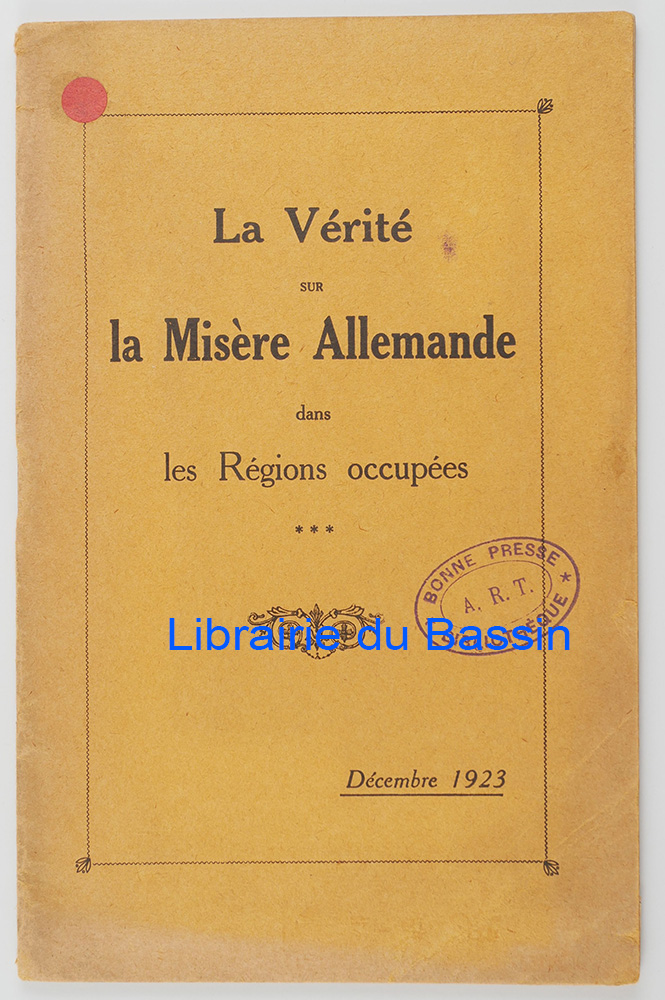 La Vérité
SUR
la Misère Allemande
dans
les Régions occupées
***
BONNE PRESSE *
A. R. T.
Librairie du Bassin
Décembre 1923